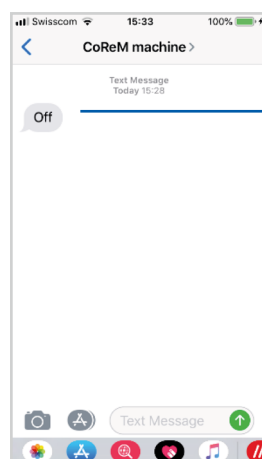 Swisscom 15:33 100%
CoReM machine >
Text Message
Today 15:28
Off
Text Message